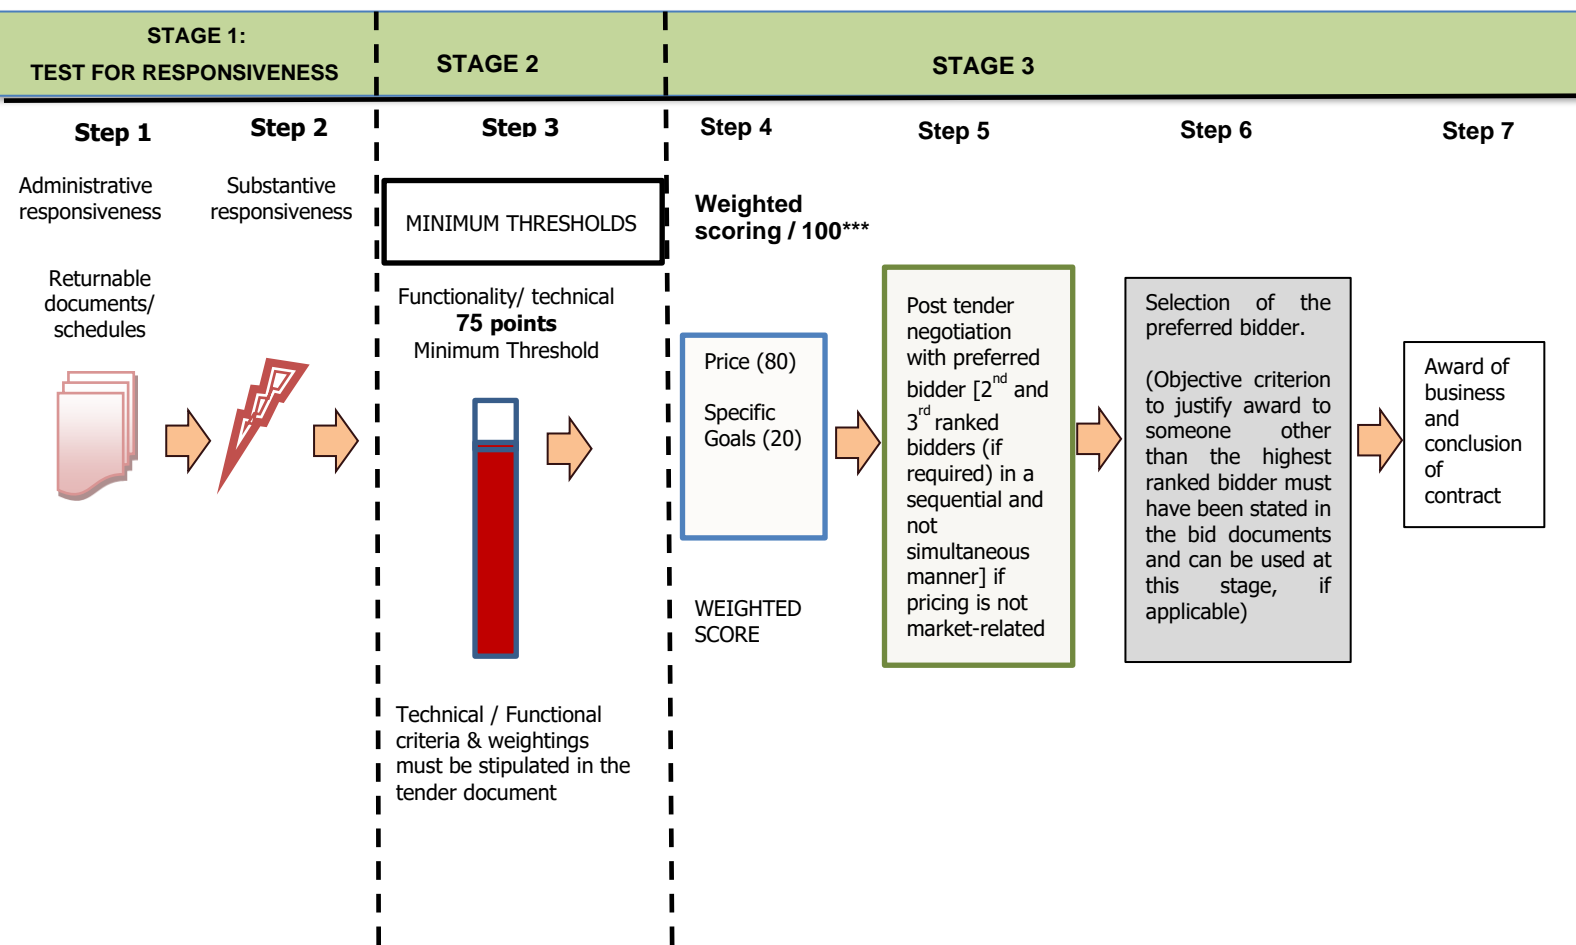 STAGE 1:
TEST FOR RESPONSIVENESS
STAGE 2
STAGE 3
Step 1
Step 2
Step 3
Step 4
Step 5
Step 6
Step 7
Administrative
responsiveness
Substantive
responsiveness
Returnable
documents/
schedules
MINIMUM THRESHOLDS
Functionality/ technical
75 points
Minimum Threshold
Technical / Functional
criteria & weightings
must be stipulated in the
tender document
Weighted
scoring / 100***
Price (80)
Specific
Goals (20)
WEIGHTED
SCORE
Post tender
negotiation
with preferred
bidder [2nd and
3rd ranked
bidders (if
required) in a
sequential and
not
simultaneous
manner] if
pricing is not
market-related
Selection of the
preferred bidder.
(Objective criterion
to justify award to
someone other
than the highest
ranked bidder must
have been stated in
the bid documents
and can be used at
this stage, if
applicable)
Award of
business
and
conclusion
of
contract